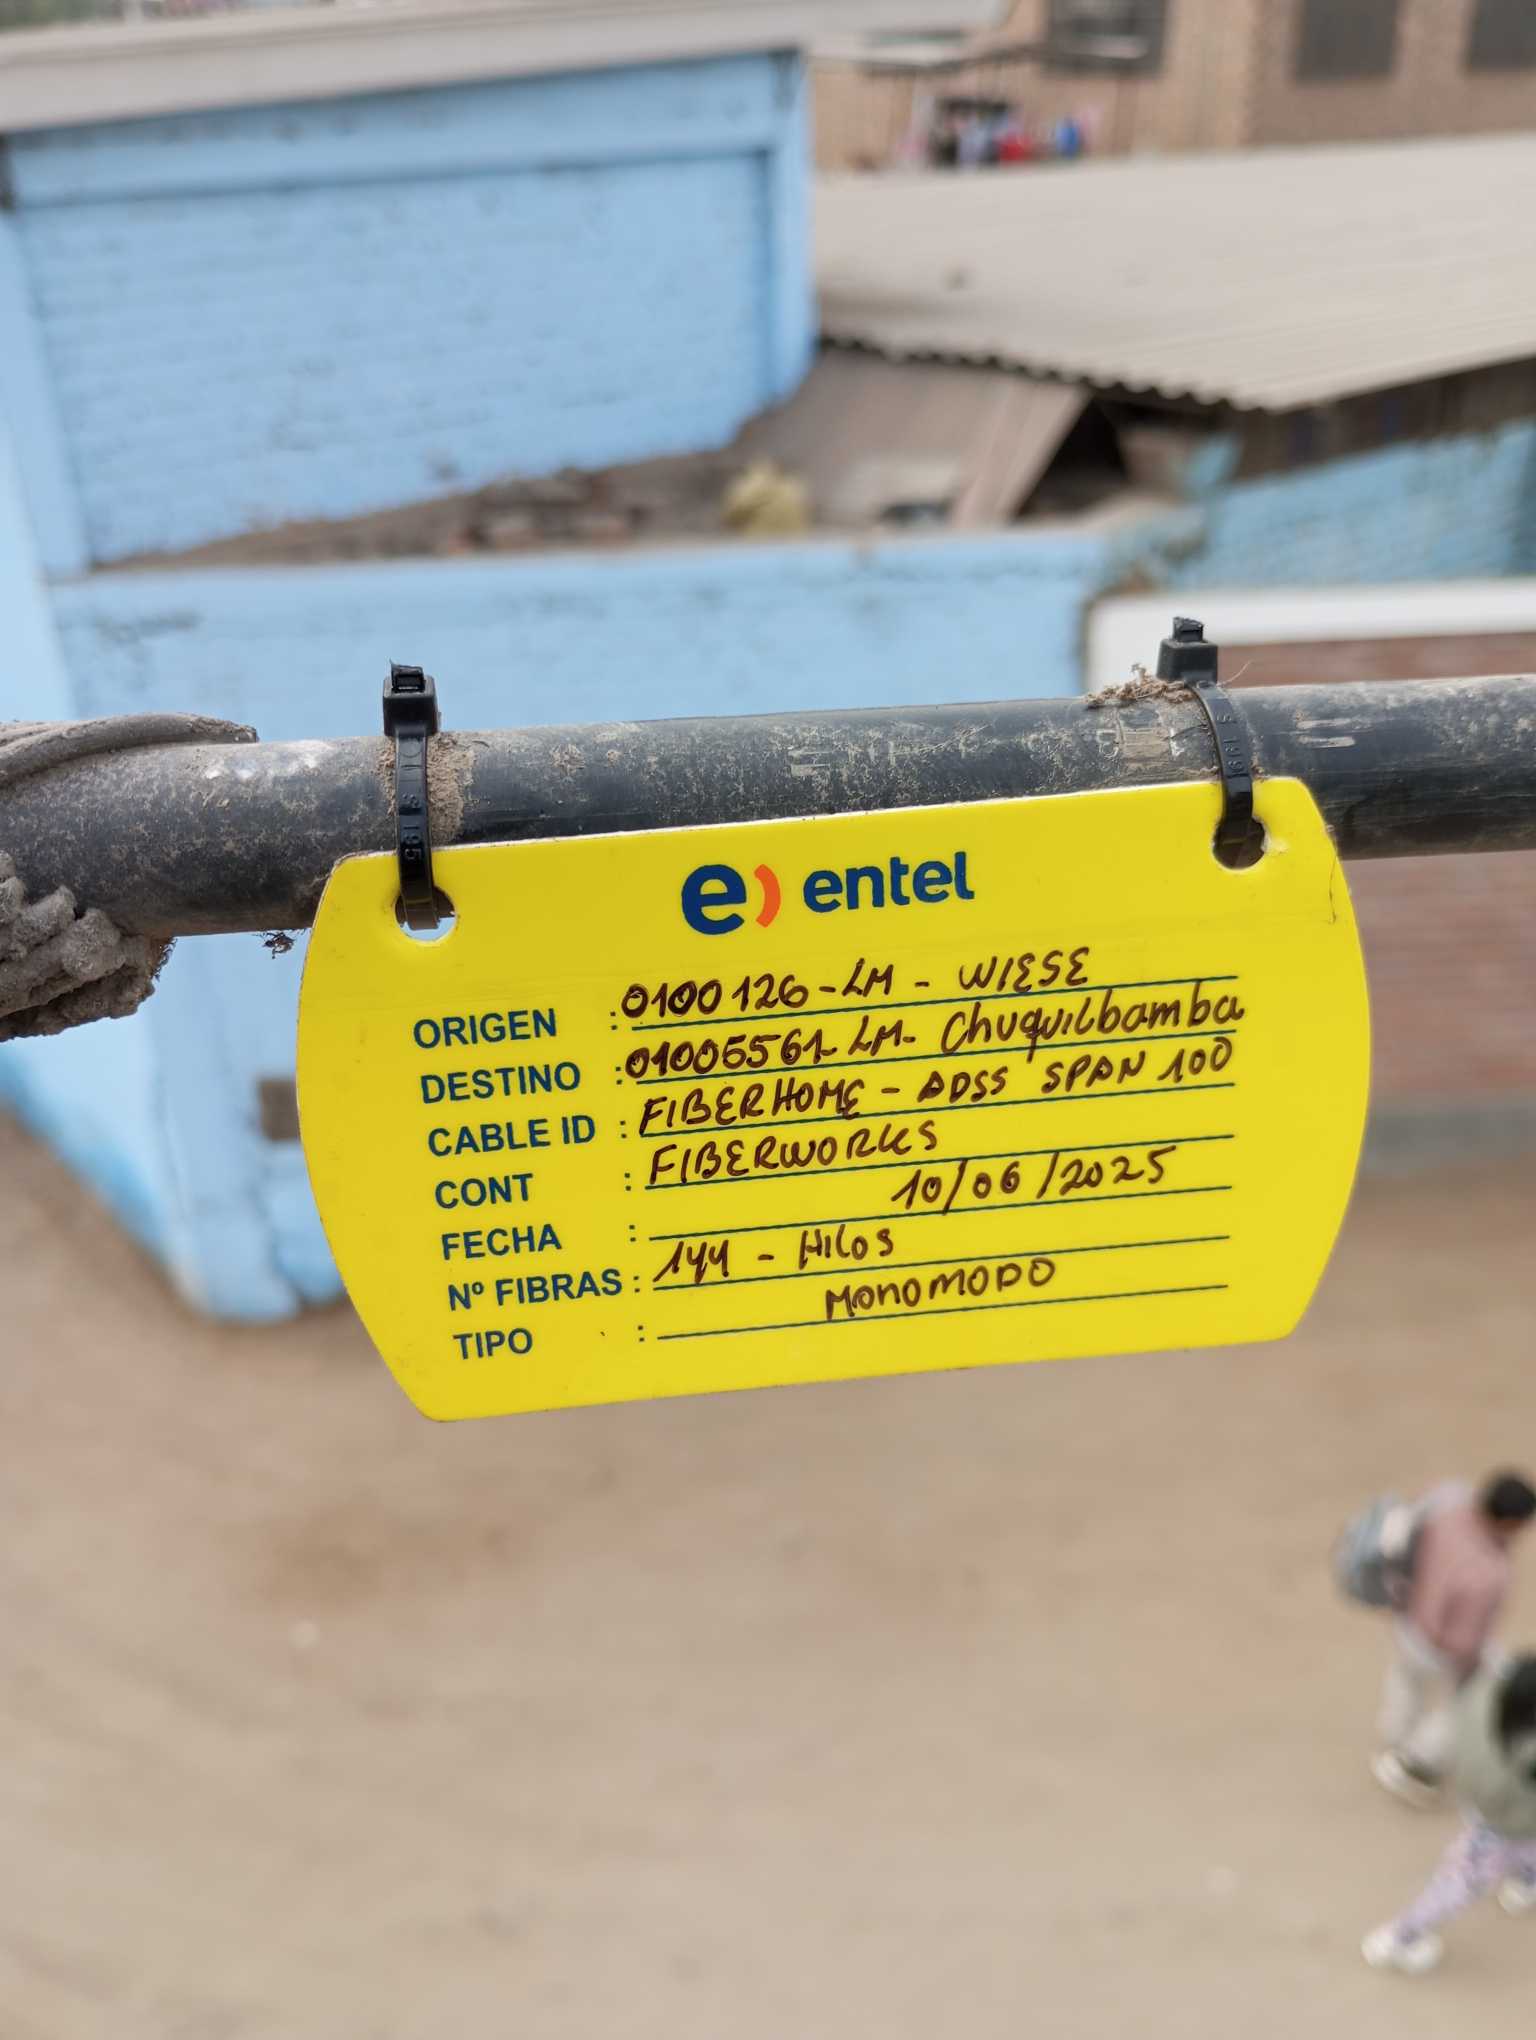 e) entel
ORIGEN : 0100126-LM - WIESE
DESTINO : 01005561-LM- Chuquilbamba
CABLE ID : FIBERHOME - ADSS SPAN 100
CONT : FIBERWORKS
FECHA : 10/06/2025
Nº FIBRAS : 144 - Hilos
TIPO : MONOMODO